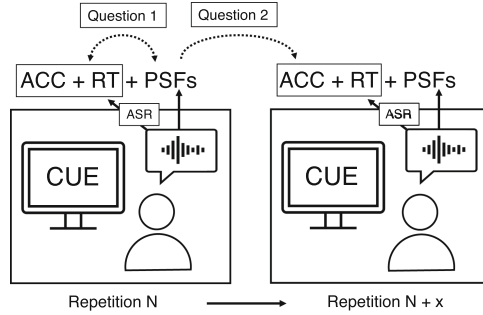 Question 1
Question 2
ACC + RT + PSFs
ACC + RT + PSFs
ASR
ASR
CUE
CUE
Repetition N
Repetition N + x